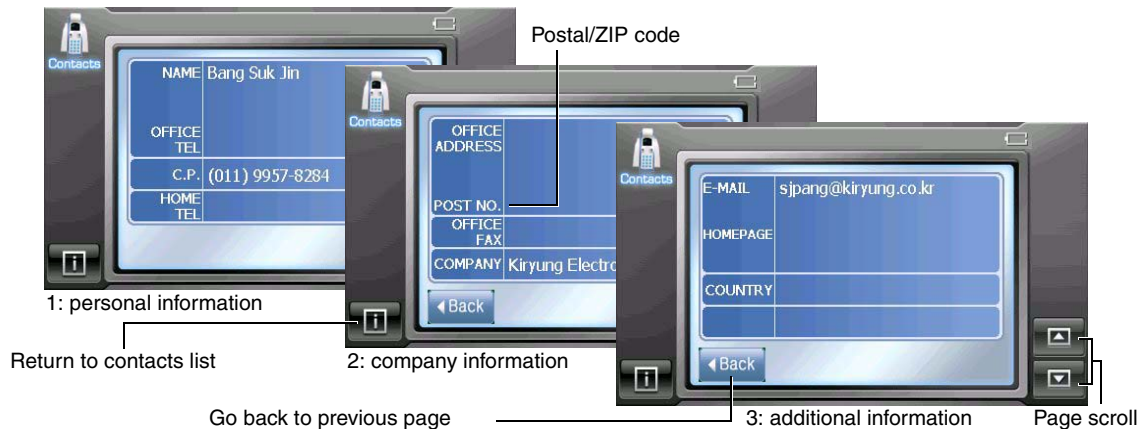 Postal/ZIP code
Contacts
NAME Bang Suk Jin
OFFICE
TEL
C.P. (011) 9957-8284
HOME
TEL
i
1: personal information
Return to contacts list
Contacts
OFFICE
ADDRESS
POST NO.
OFFICE
FAX
COMPANY Kiryung Electro
Back
i
2: company information
Contacts
E-MAIL sjpang@kiryung.co.kr
HOMEPAGE
COUNTRY
Back
i
Go back to previous page
3: additional information
Page scroll